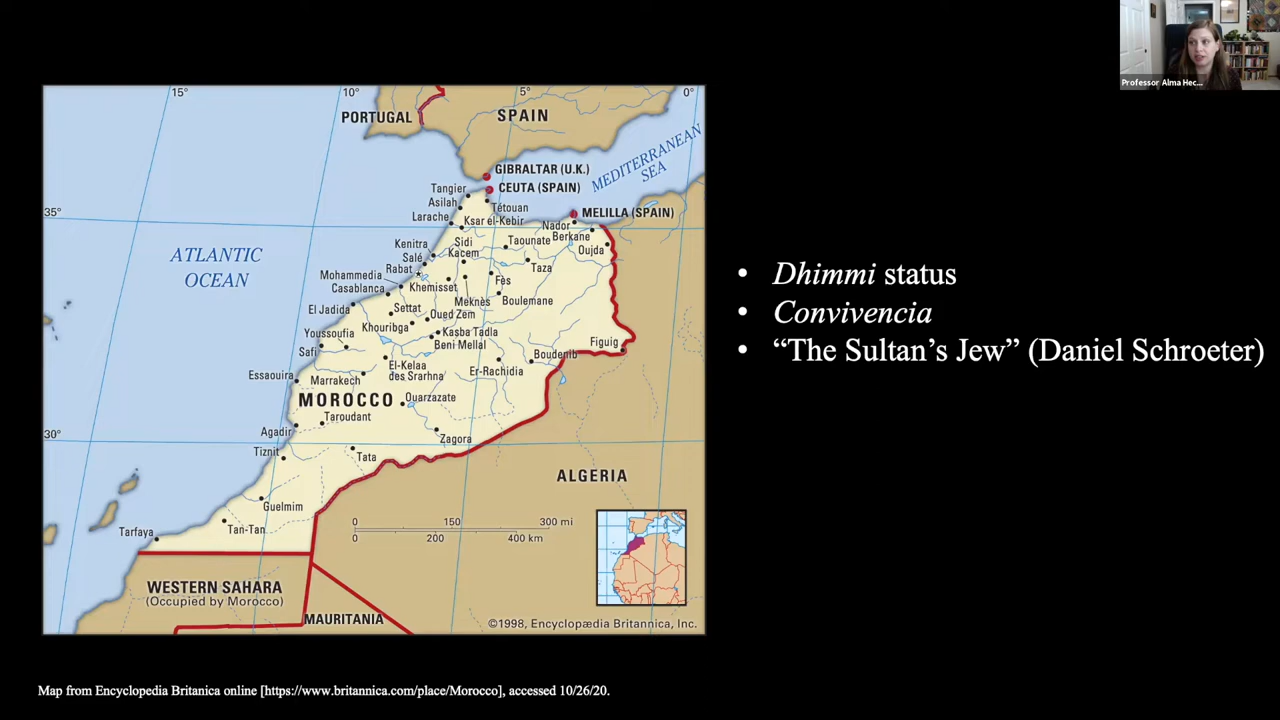 Professor Alma Hec...
15°
10°
5°
0°
PORTUGAL
SPAIN
MEDITERRANEAN
SEA
GIBRALTAR (U.K.)
CEUTA (SPAIN)
Tangier
Tétouan
Asilah
MELILLA (SPAIN)
35°
Larache
Ksar el-Kebir
Nador
Berkane
Kenitra
Sidi
Kacem
Taounate
Oujda
ATLANTIC
OCEAN
Salé
Rabat
Taza
Mohammedia
Casablanca
Khemisset
Fès
Meknès
Boulemane
El Jadida
Settat
Oued Zem
Khouribga
Youssoufia
Kasba Tadla
Beni Mellal
Safi
Figuig
Boudenib
El-Kelaa
des Srarhna
Er-Rachidia
Essaouira
Marrakech
MOROCCO
Ouarzazate
Taroudant
30°
Agadir
Zagora
Tiznit
Tata
ALGERIA
Guelmim
Tan-Tan
Tarfaya
0 150 300 mi
0 200 400 km
WESTERN SAHARA
(Occupied by Morocco)
MAURITANIA
©1998, Encyclopædia Britannica, Inc.
• Dhimmi status
• Convivencia
• “The Sultan’s Jew” (Daniel Schroeter)
Map from Encyclopedia Britanica online [https://www.britannica.com/place/Morocco], accessed 10/26/20.